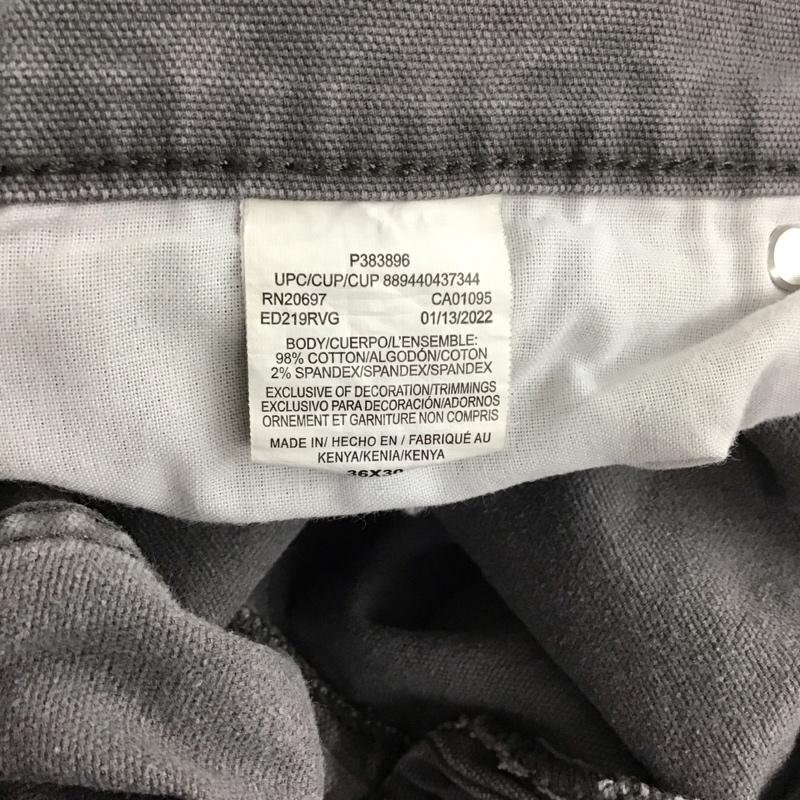 P383896
UPC/CUP/CUP 889440437344
RN20697 CA01095
ED219RVG 01/13/2022
BODY/CUERPO/L'ENSEMBLE:
98% COTTON/ALGODÓN/COTON
2% SPANDEX/SPANDEX/SPANDEX
EXCLUSIVE OF DECORATION/TRIMMINGS
EXCLUSIVO PARA DECORACIÓN/ADORNOS
ORNEMENT ET GARNITURE NON COMPRIS
MADE IN/ HECHO EN / FABRIQUÉ AU
KENYA/KENIA/KENYA
36X30